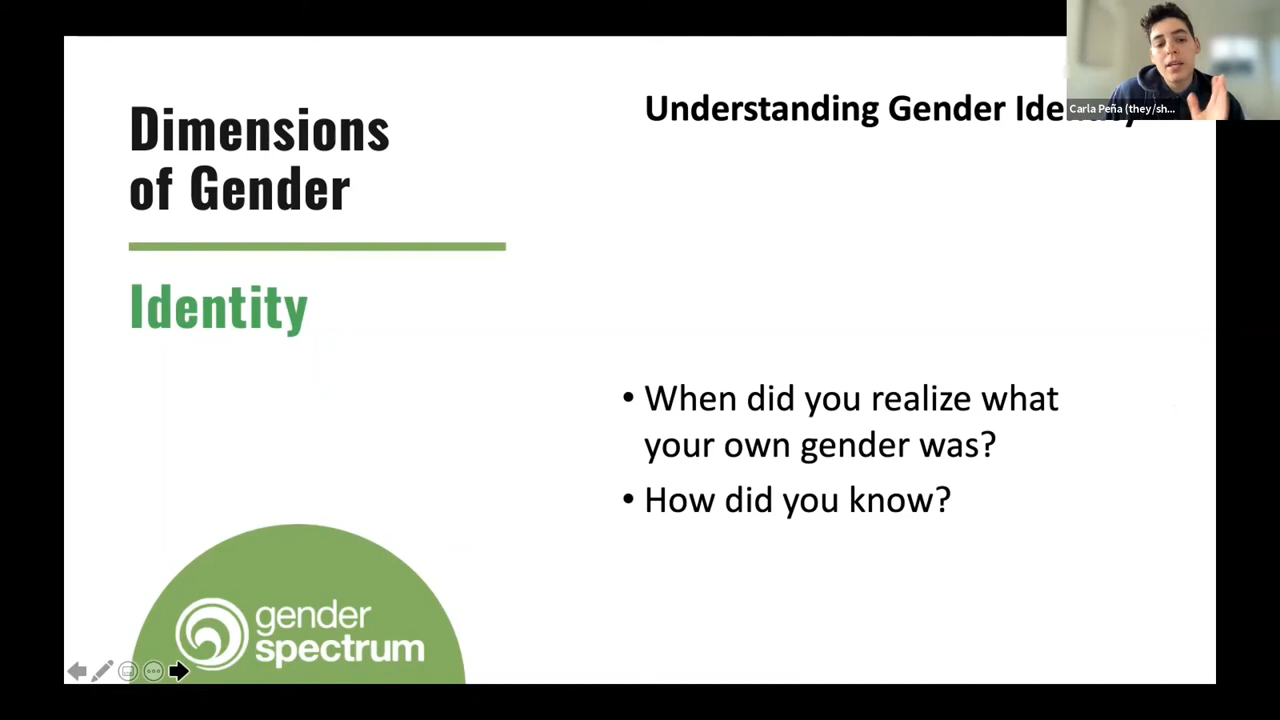 Dimensions
of Gender
Identity
Understanding Gender
Carla Peña (they/sh...
• When did you realize what
your own gender was?
• How did you know?
gender
spectrum